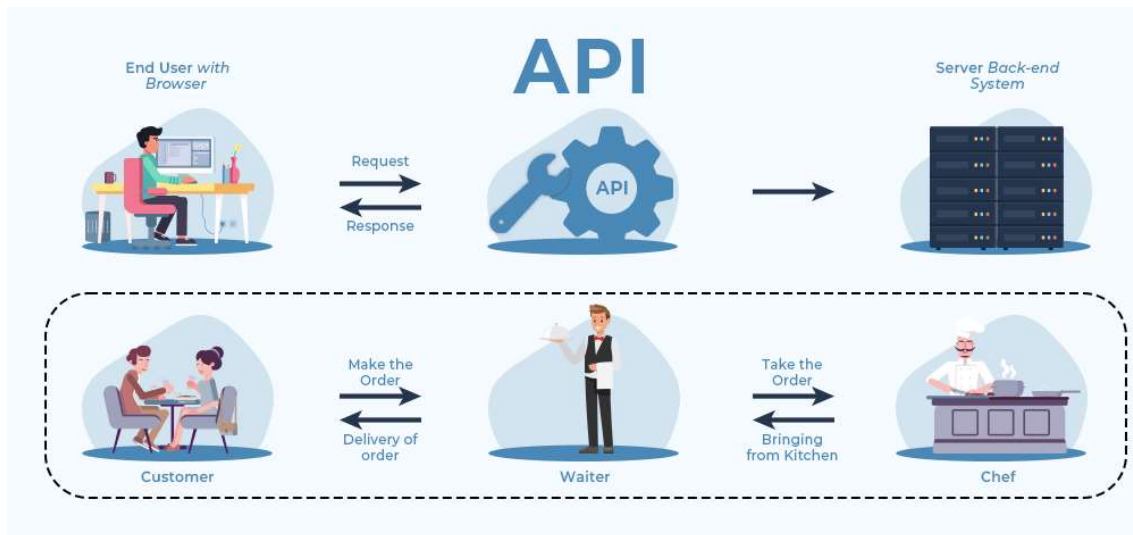 API
End User with
Browser
Server Back-end
System
Request
API
Response
Make the
Order
Take the
Order
Delivery of
order
Bringing
from Kitchen
Customer
Waiter
Chef